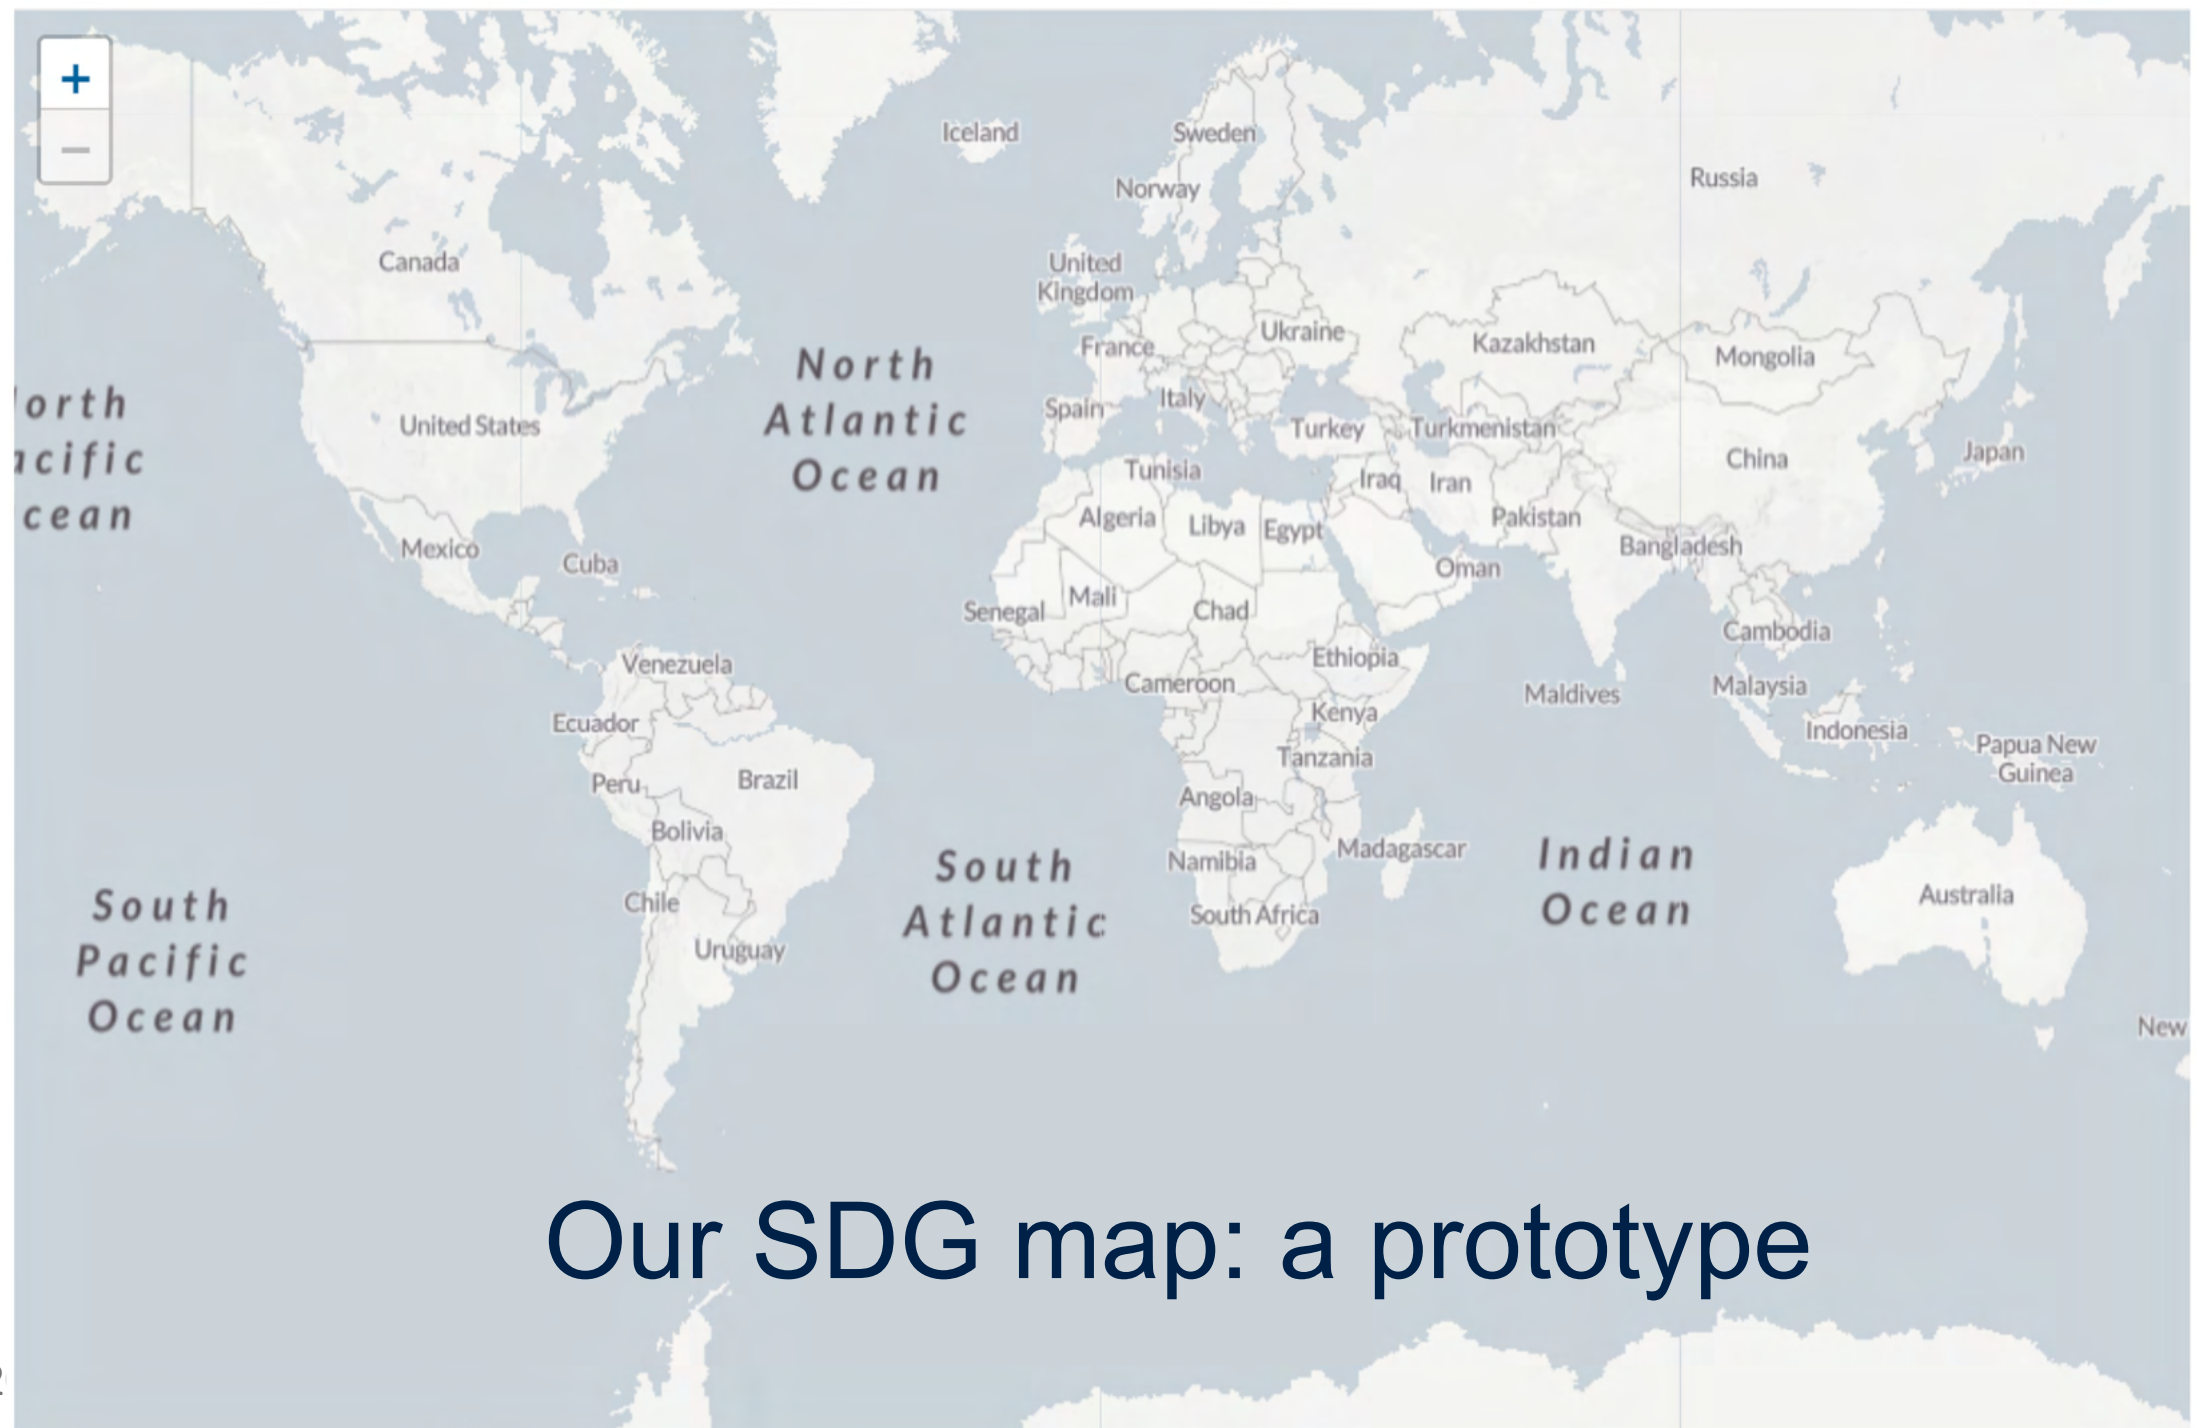 +
−
Iceland
Sweden
Norway
Russia
Canada
United
Kingdom
Ukraine
France
Kazakhstan
Mongolia
North
Atlantic
Ocean
orth
acific
cean
United States
Spain
Italy
Turkey
Turkmenistan
China
Japan
Tunisia
Iraq
Iran
Algeria
Libya
Egypt
Pakistan
Bangladesh
Mexico
Cuba
Oman
Senegal
Mali
Chad
Cambodia
Venezuela
Ethiopia
Cameroon
Maldives
Malaysia
Ecuador
Kenya
Indonesia
Papua New
Guinea
Tanzania
Peru
Brazil
Angola
Bolivia
Namibia
Madagascar
South
Atlantic
Ocean
Indian
Ocean
Australia
South
Pacific
Ocean
Chile
South Africa
Uruguay
New
Our SDG map: a prototype